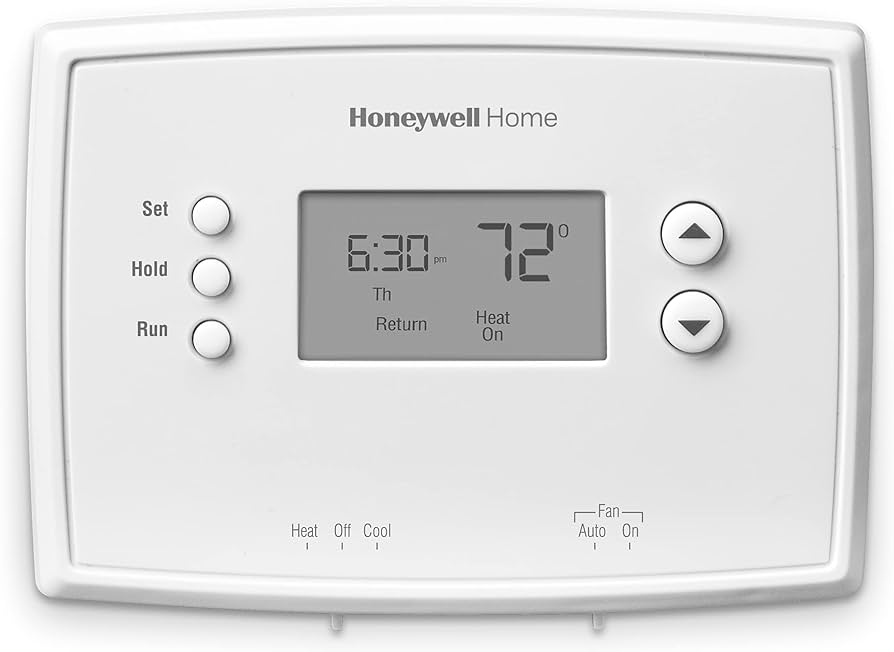 Honeywell Home
Set
Hold
Run
6:30 pm
72°
Th
Return
Heat
On
Heat Off Cool
Fan
Auto On